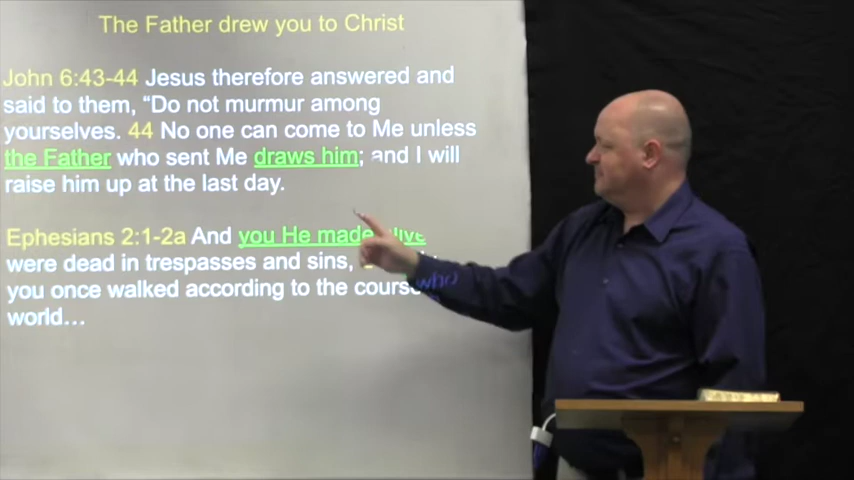 The Father drew you to Christ
John 6:43-44 Jesus therefore answered and
said to them, “Do not murmur among
yourselves. 44 No one can come to Me unless
the Father who sent Me draws him; and I will
raise him up at the last day.
Ephesians 2:1-2a And you He made alive
who
were dead in trespasses and sins,
you once walked according to the course
world…